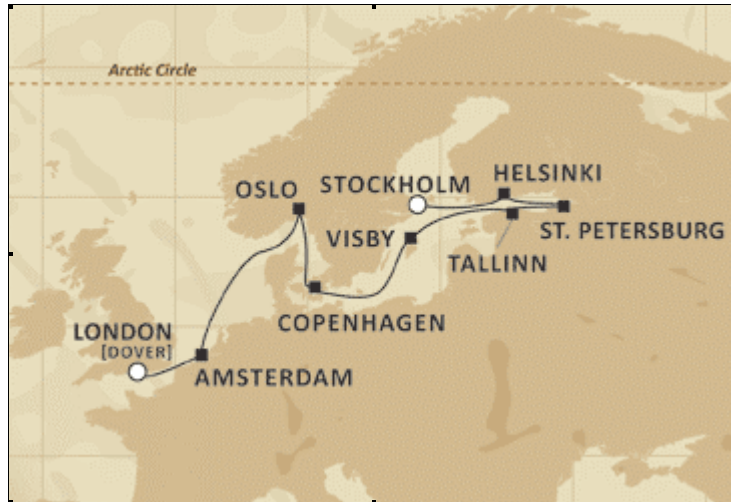 Arctic Circle
OSLO
STOCKHOLM
HELSINKI
VISBY
ST. PETERSBURG
TALLINN
COPENHAGEN
LONDON
[DOVER]
AMSTERDAM